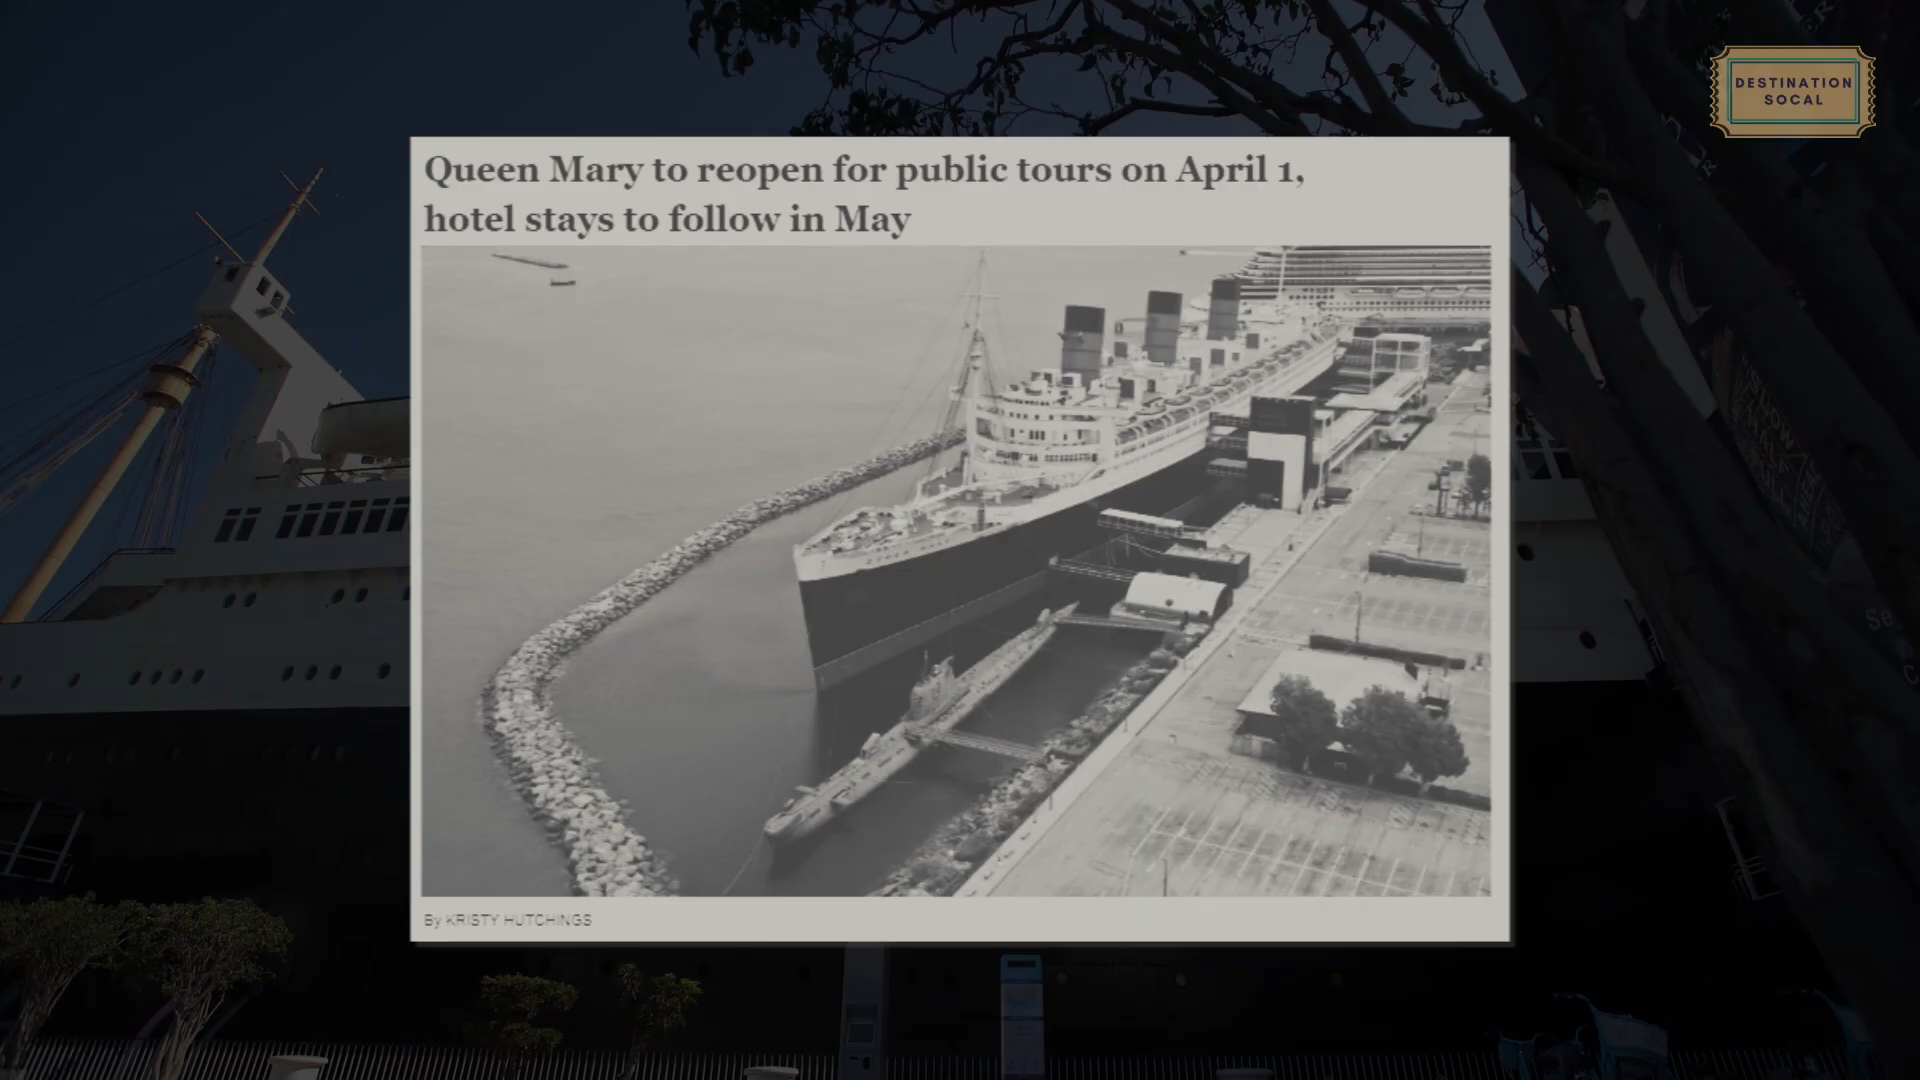 DESTINATION
SOCAL
Queen Mary to reopen for public tours on April 1,
hotel stays to follow in May
By KRISTY HUTCHINGS